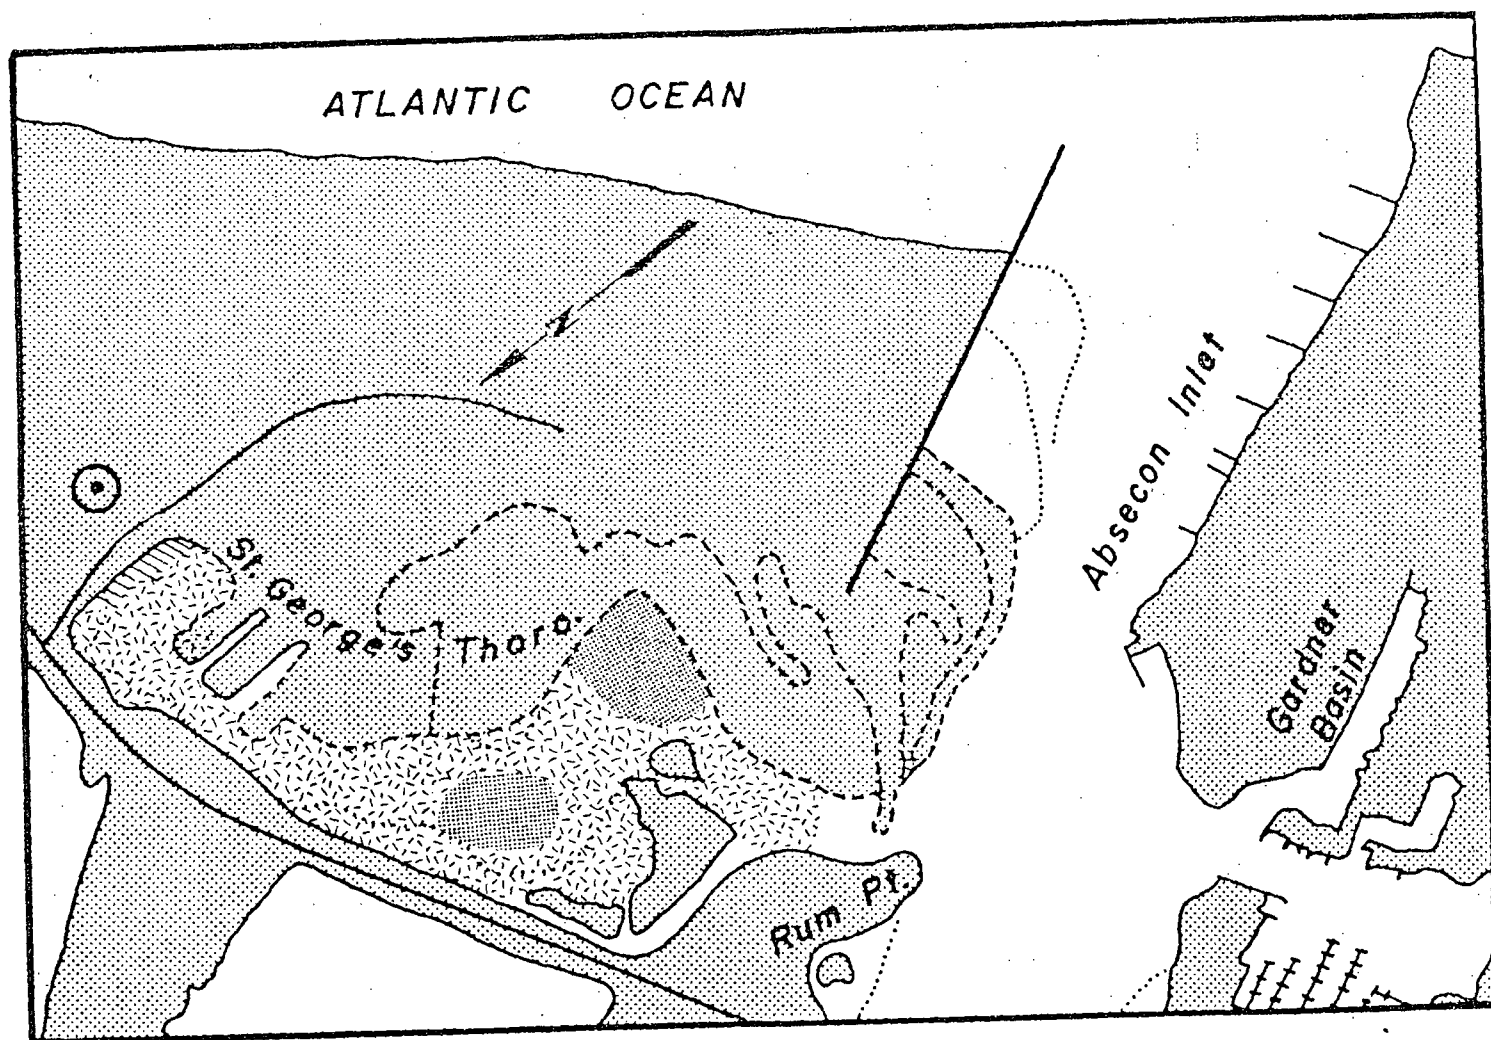 ATLANTIC OCEAN
N
Absecon Inlet
St. George's Thoro.
Gardner
Basin
Rum Pt.